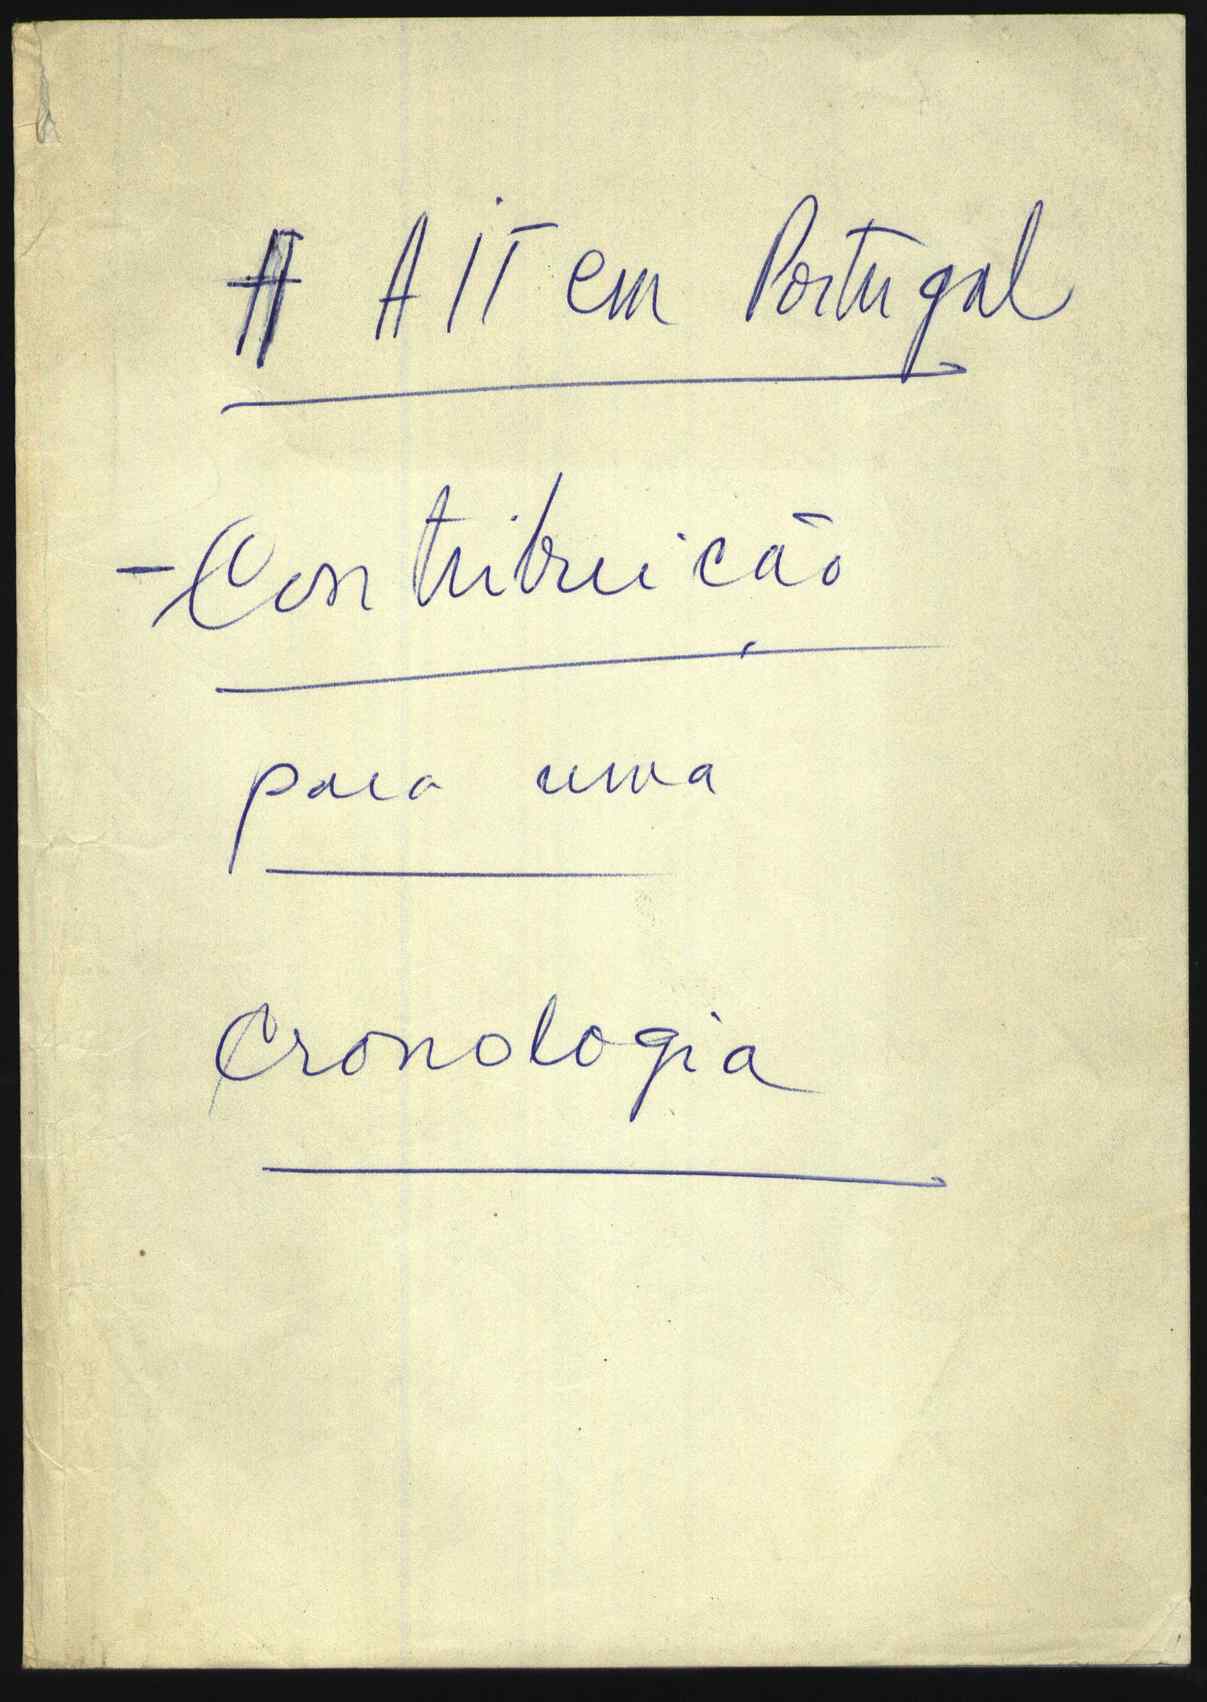 A AIT em Portugal
- Contribuição
para uma
Cronologia